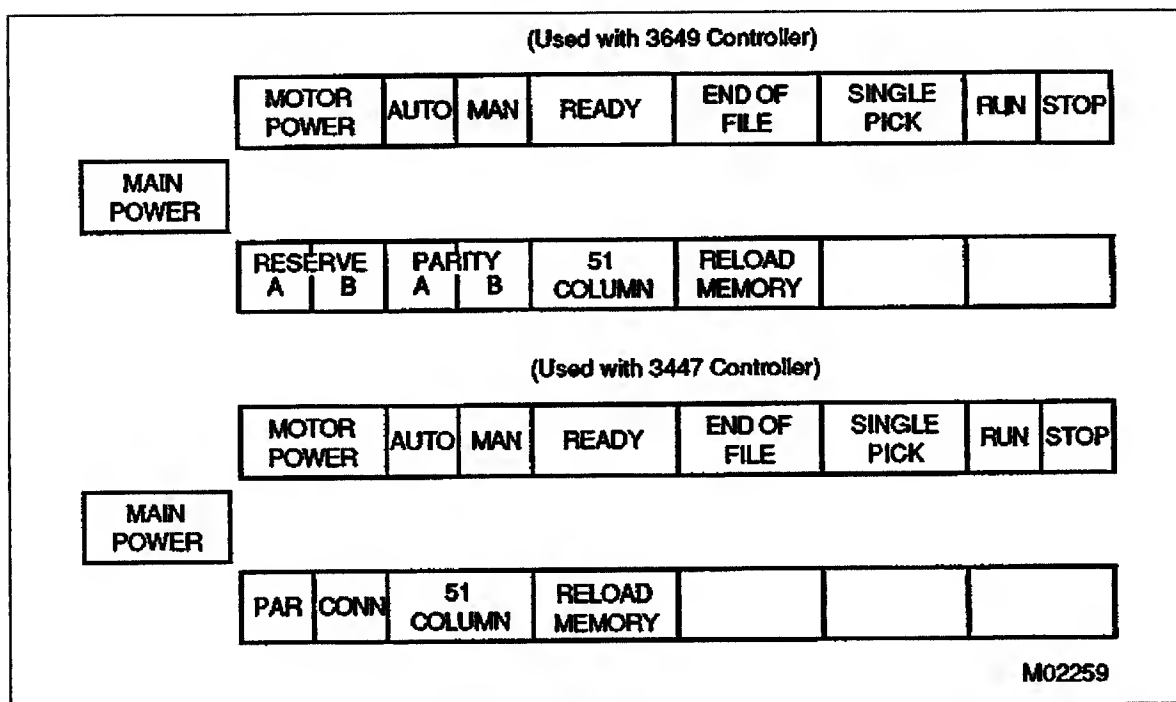 (Used with 3649 Controller)
MOTOR POWER AUTO MAN READY END OF FILE SINGLE PICK RUN STOP
MAIN POWER
RESERVE A B PARITY A B 51 COLUMN RELOAD MEMORY
(Used with 3447 Controller)
MOTOR POWER AUTO MAN READY END OF FILE SINGLE PICK RUN STOP
MAIN POWER
PAR CONN 51 COLUMN RELOAD MEMORY
M02259